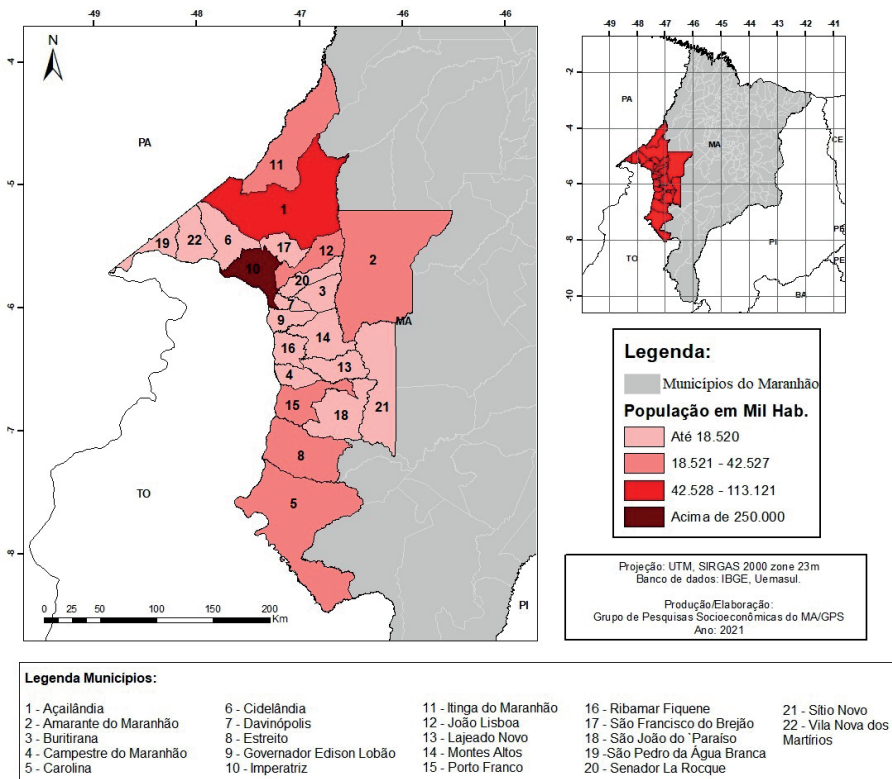 -49 -48 -47 -46 -46
N
-4
-5
-6
-7
-8
PA
11
1
19
22
6
17
12
2
10
20
3
7
9
MA
14
16
13
4
15
18
21
8
5
TO
PI
0 25 50 100 150 200
Km
-49 -48 -47 -46 -45 -44 -43 -42 -41
-2
-4
-6
-8
-10
PA
MA
CE
TO
PI
PE
BA
Legenda:
Municípios do Maranhão
População em Mil Hab.
Até 18.520
18.521 - 42.527
42.528 - 113.121
Acima de 250.000
Projeção: UTM, SIRGAS 2000 zone 23m
Banco de dados: IBGE, Uemasul.
Produção/Elaboração:
Grupo de Pesquisas Socioeconômicas do MA/GPS
Ano: 2021
Legenda Municipios:
1 - Açailândia
2 - Amarante do Maranhão
3 - Buritirana
4 - Campestre do Maranhão
5 - Carolina
6 - Cidelândia
7 - Davinópolis
8 - Estreito
9 - Governador Edison Lobão
10 - Imperatriz
11 - Itinga do Maranhão
12 - João Lisboa
13 - Lajeado Novo
14 - Montes Altos
15 - Porto Franco
16 - Ribamar Fiquene
17 - São Francisco do Brejão
18 - São João do `Paraíso
19 -São Pedro da Água Branca
20 - Senador La Rocque
21 - Sítio Novo
22 - Vila Nova dos
Martírios